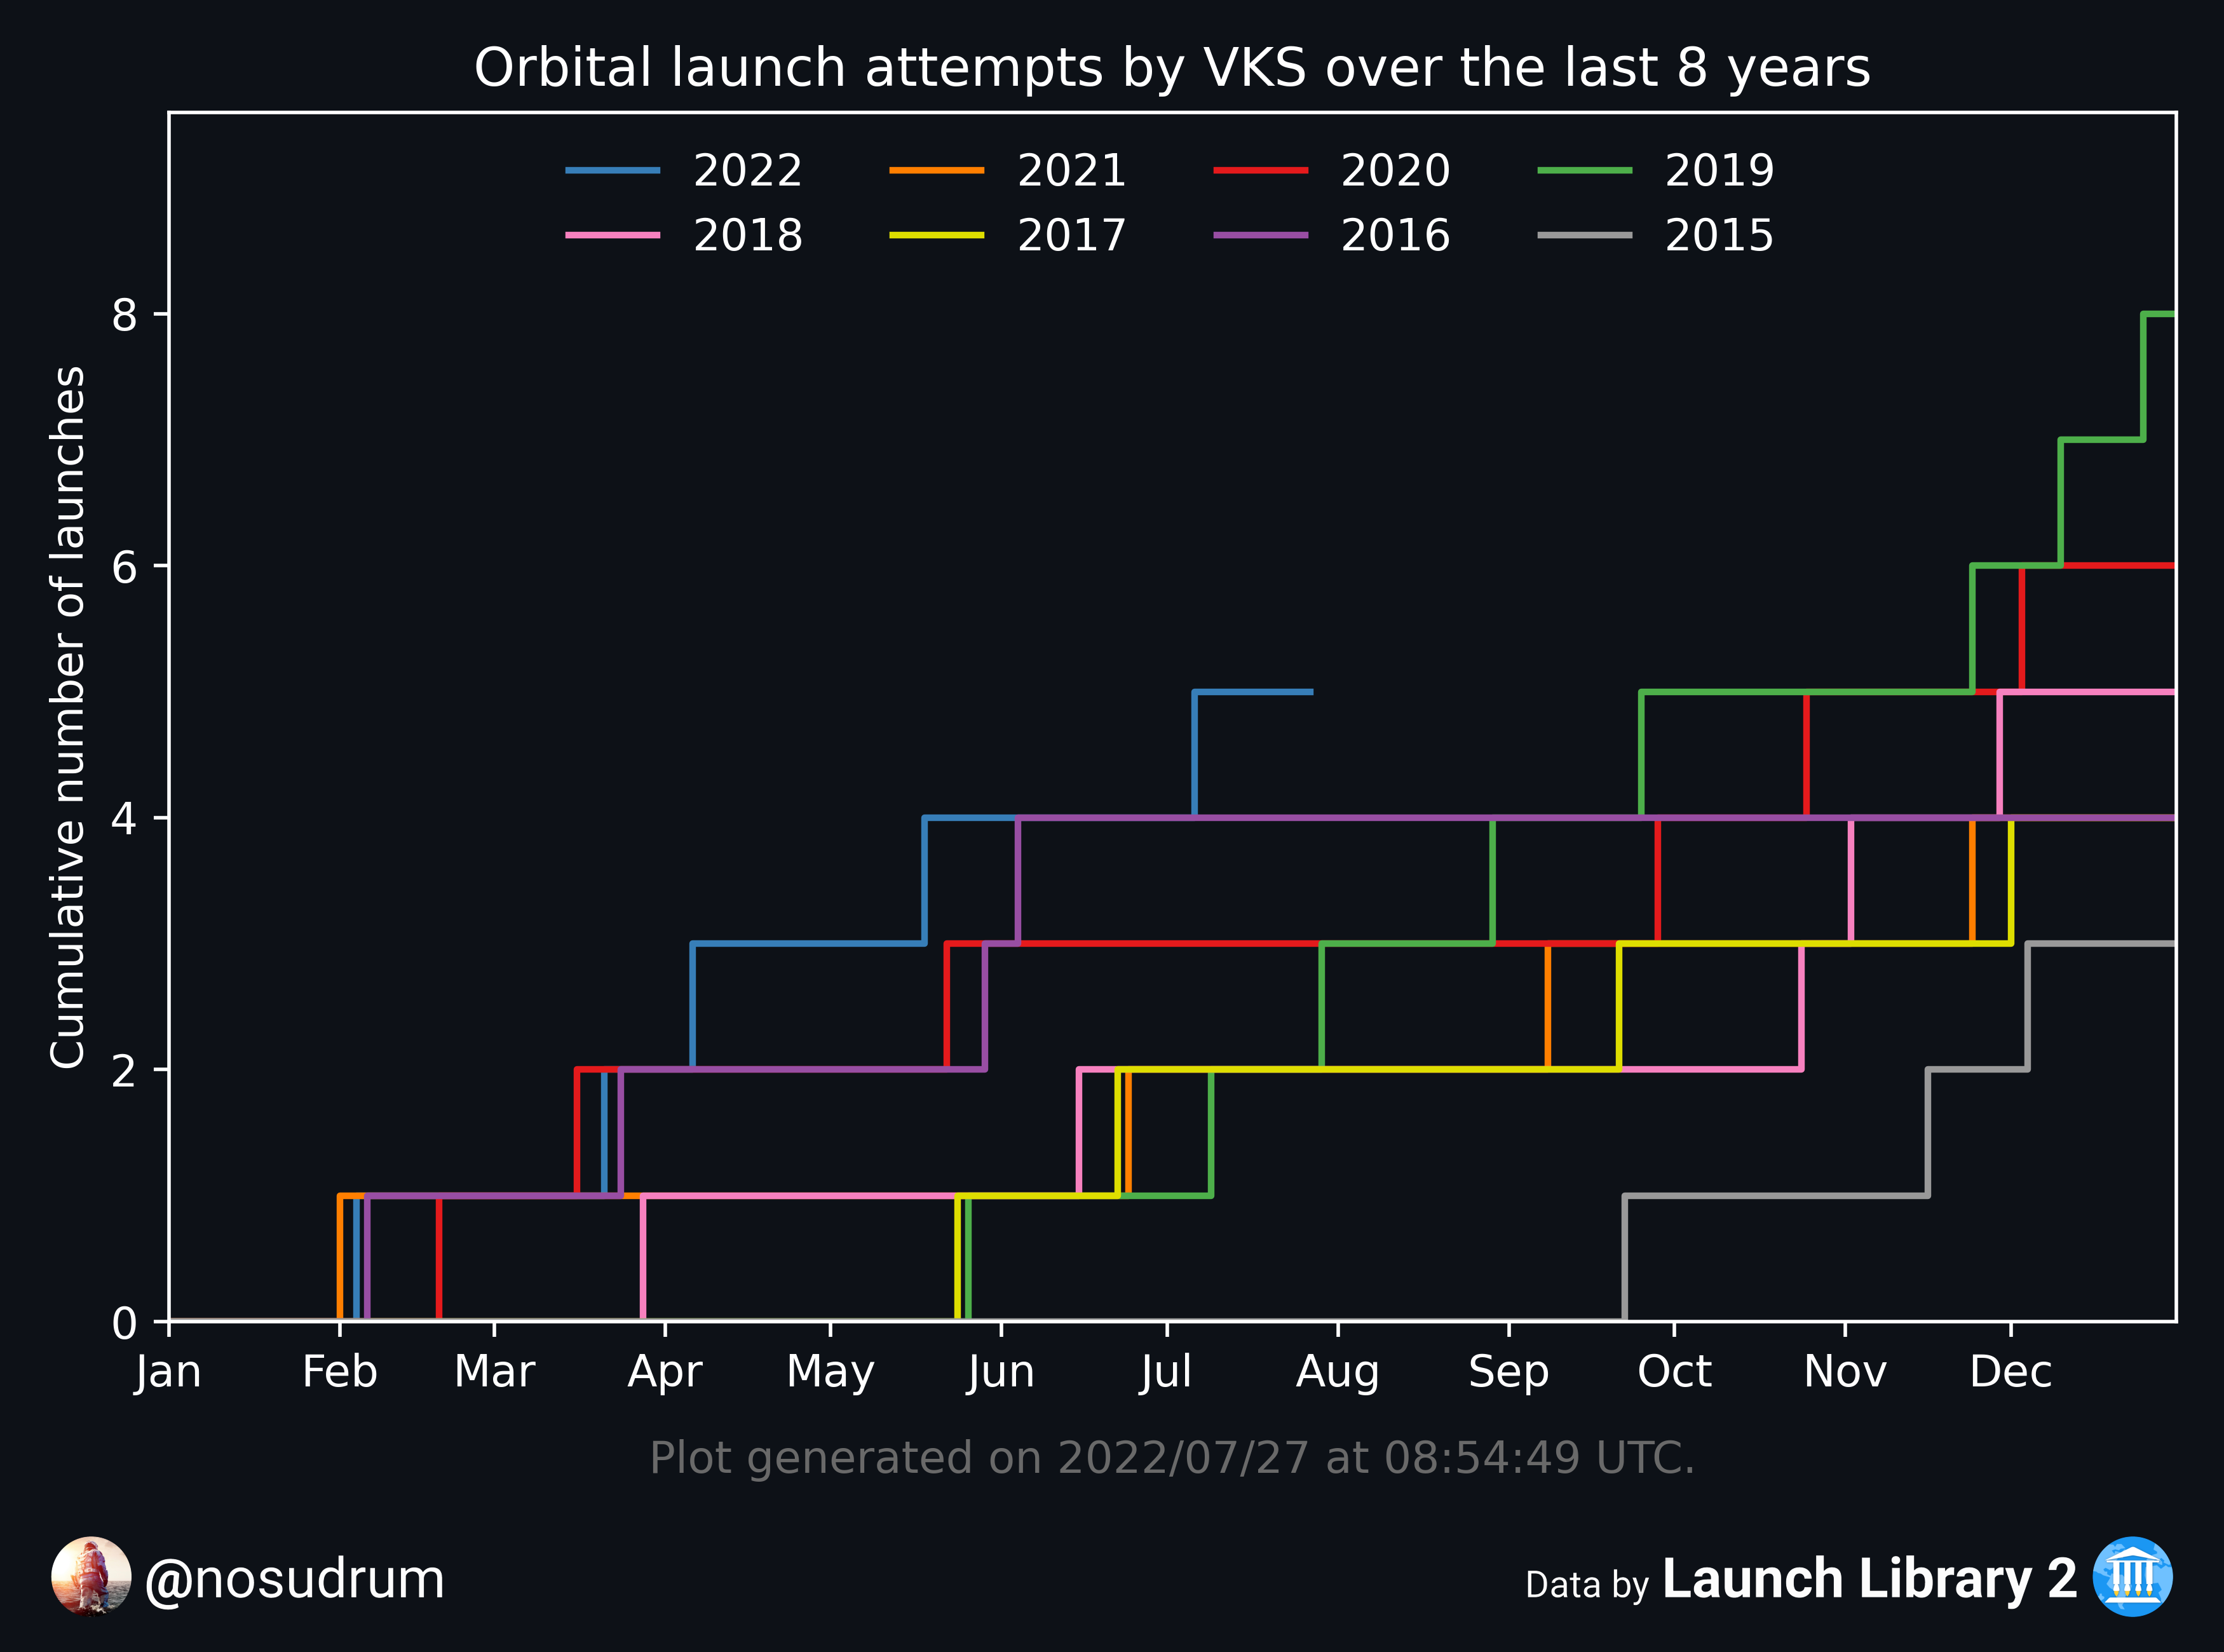 Orbital launch attempts by VKS over the last 8 years
2022 2021 2020 2019
2018 2017 2016 2015
Cumulative number of launches
8
6
4
2
0
Jan Feb Mar Apr May Jun Jul Aug Sep Oct Nov Dec
Plot generated on 2022/07/27 at 08:54:49 UTC.
@nosudrum
Data by Launch Library 2